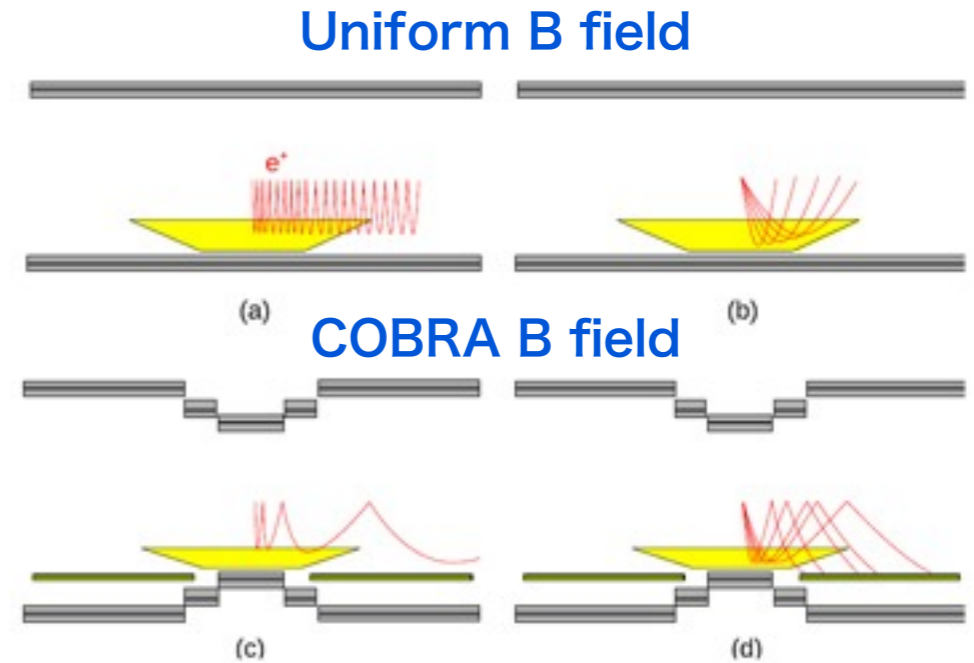 Uniform B field
e⁺
(a) (b)
COBRA B field
(c) (d)